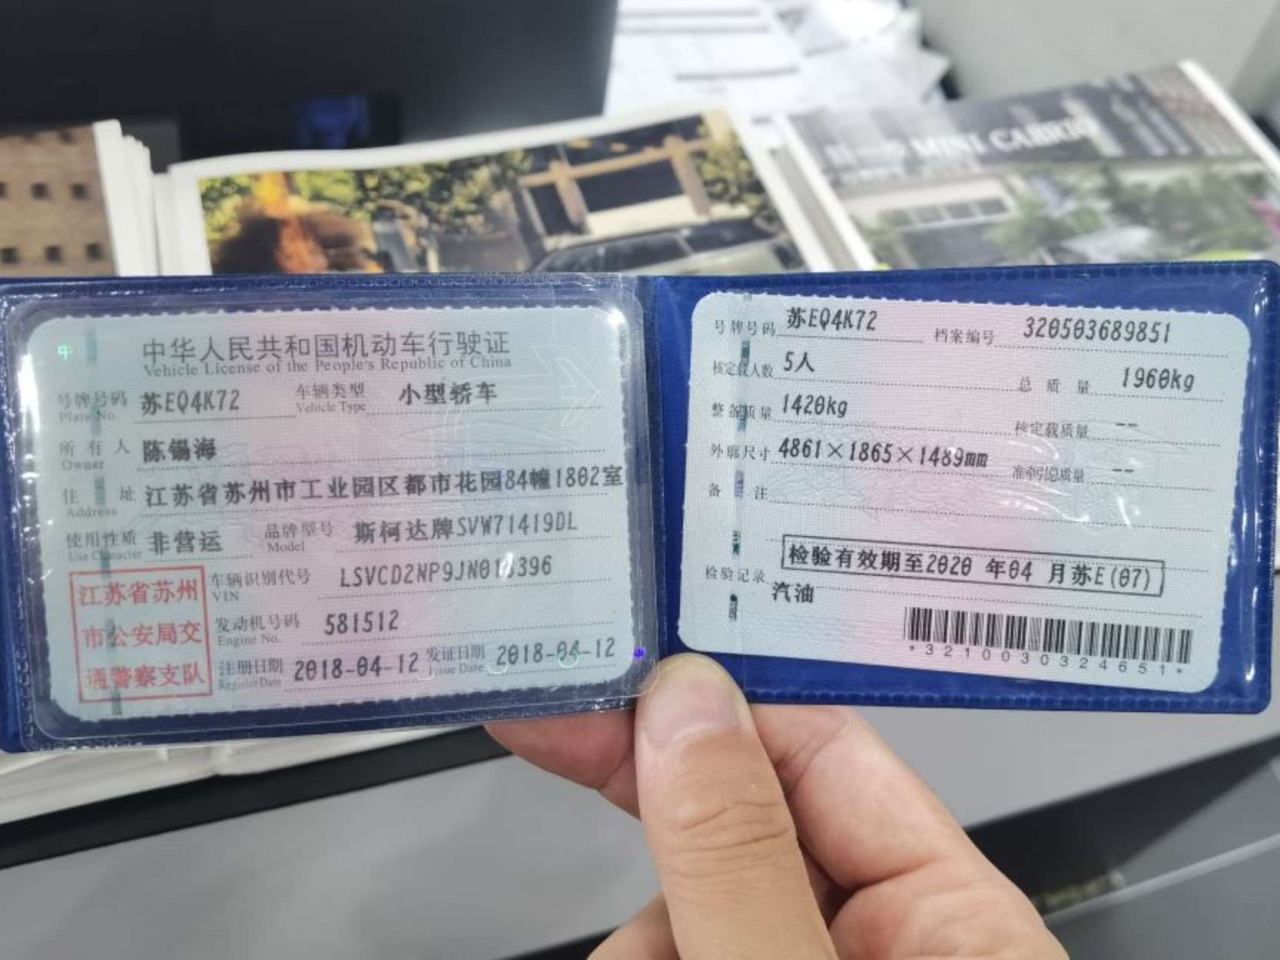 中华人民共和国机动车行驶证
Vehicle License of the People's Republic of China
号牌号码 苏EQ4K72 车辆类型 小型轿车
Plate No. Vehicle Type
所有人 陈锡海
Owner
住址 江苏省苏州市工业园区都市花园84幢1802室
Address
使用性质 非营运 品牌型号 斯柯达牌SVW71419DL
Use Character Model
江苏省苏州
市公安局交
通警察支队
车辆识别代号
VIN
发动机号码 581512
Engine No.
注册日期 2018-04-12 发证日期 2018-04-12
Register Date Issue Date
号牌号码 苏EQ4K72 档案编号 320503689851
核定载人数 5人 总质量 1960kg
整备质量 1420kg 核定载质量 --
外廓尺寸 4861×1865×1489mm 准牵引总质量 --
备注
检验有效期至2020 年04 月苏E(07)
检验记录
汽油
*3210030324651*
MINI CABRIO